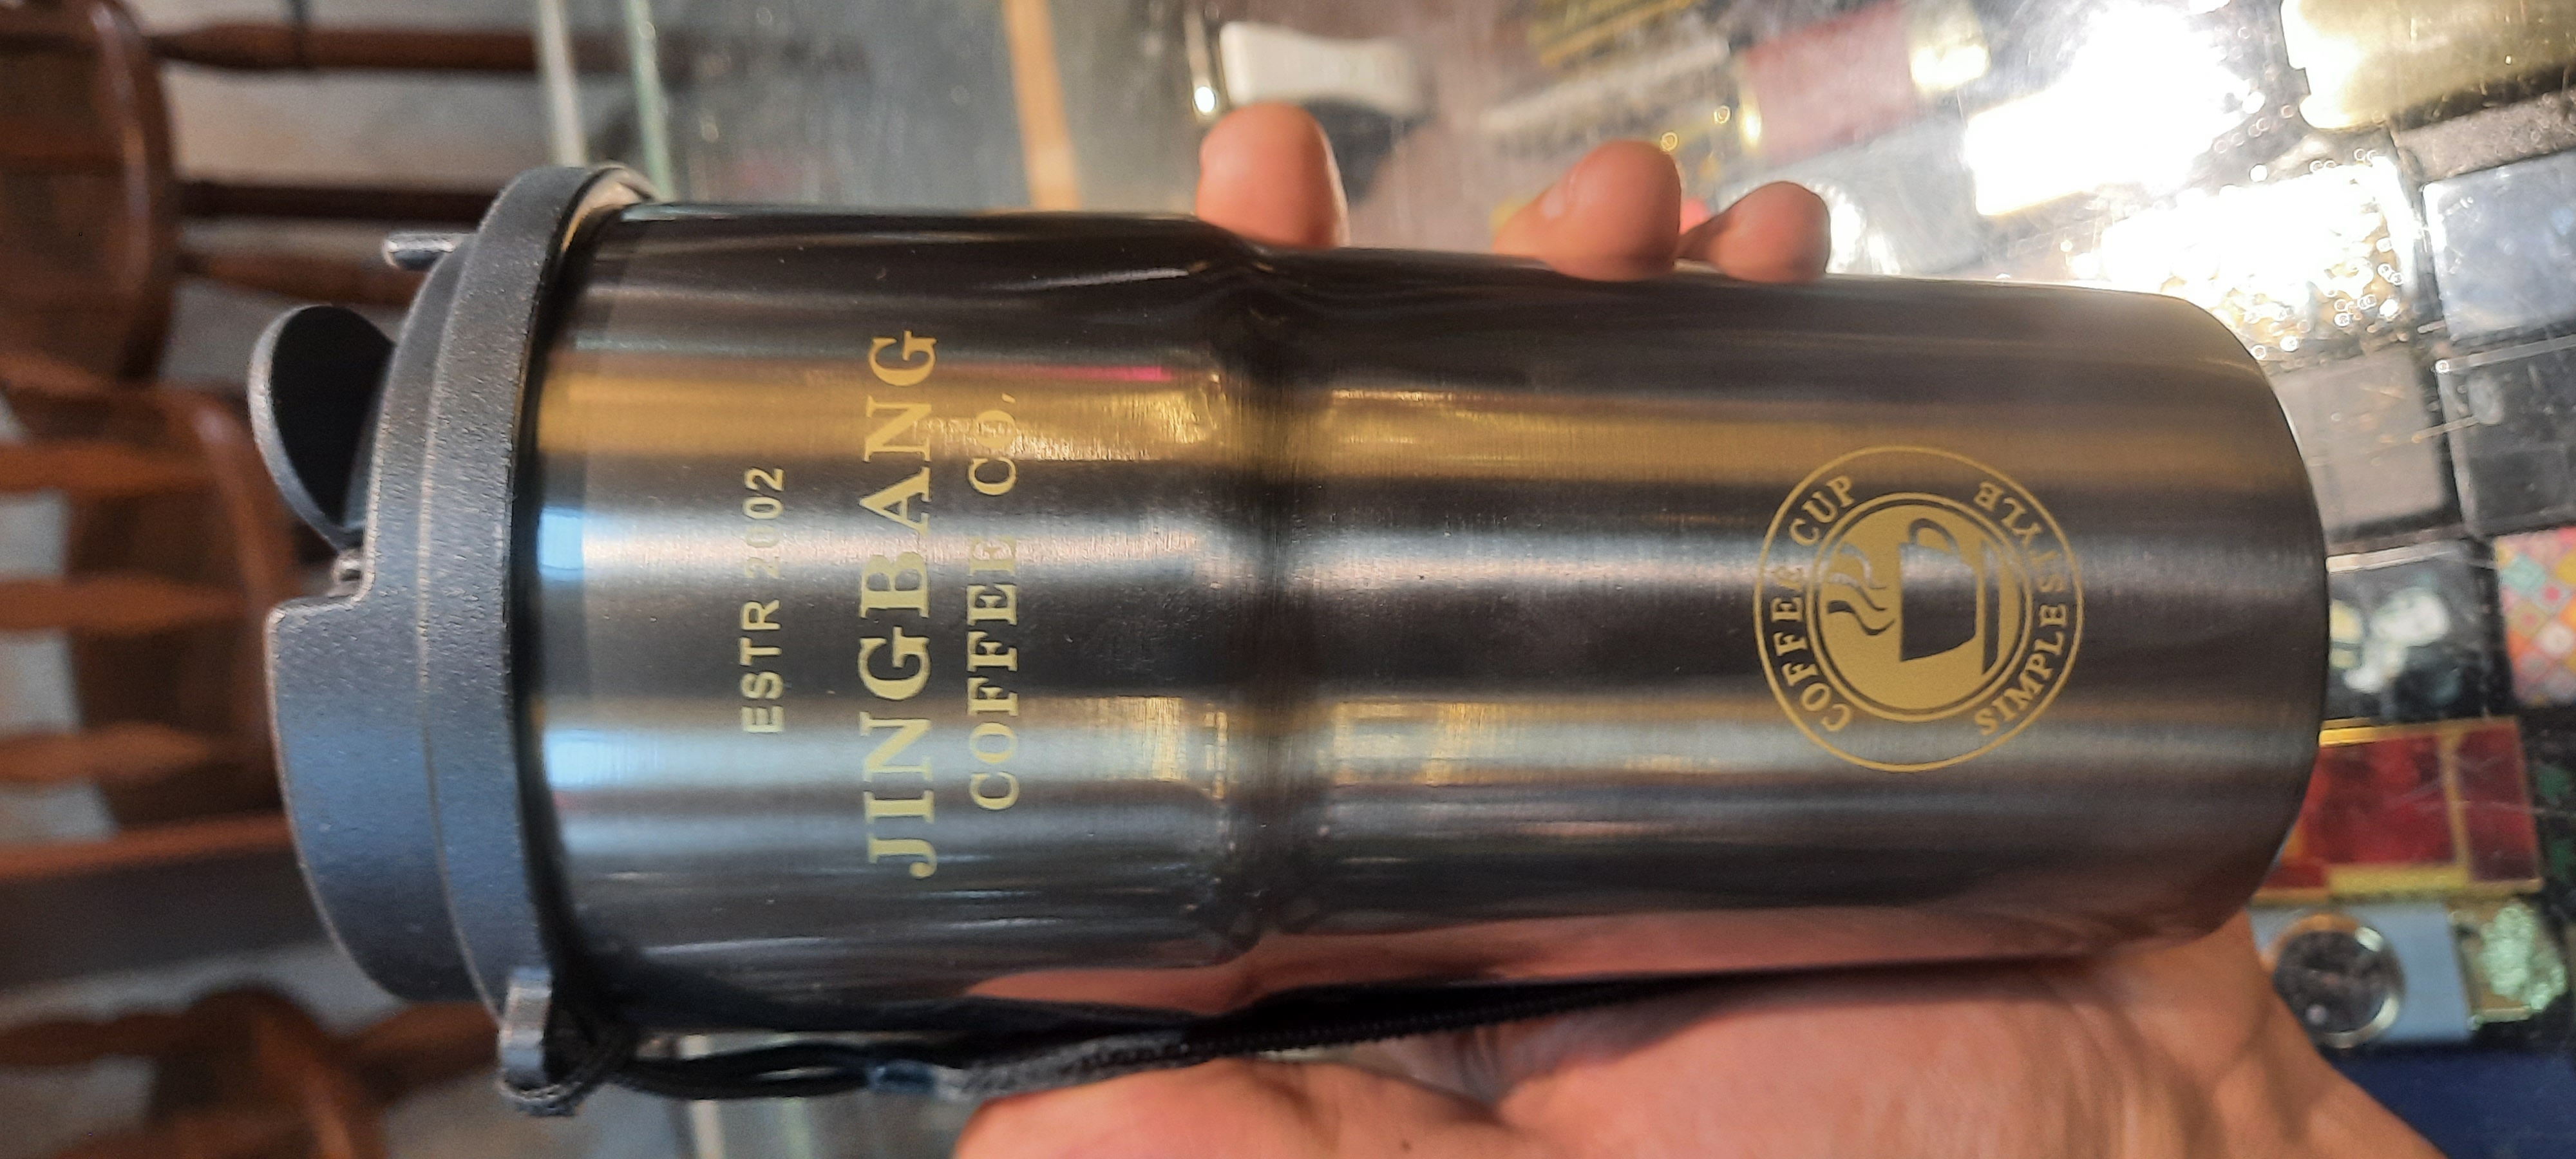 ESTR 2002
JINGBANG
COFFEE CO.
COFFEE CUP
SIMPLE STYLE